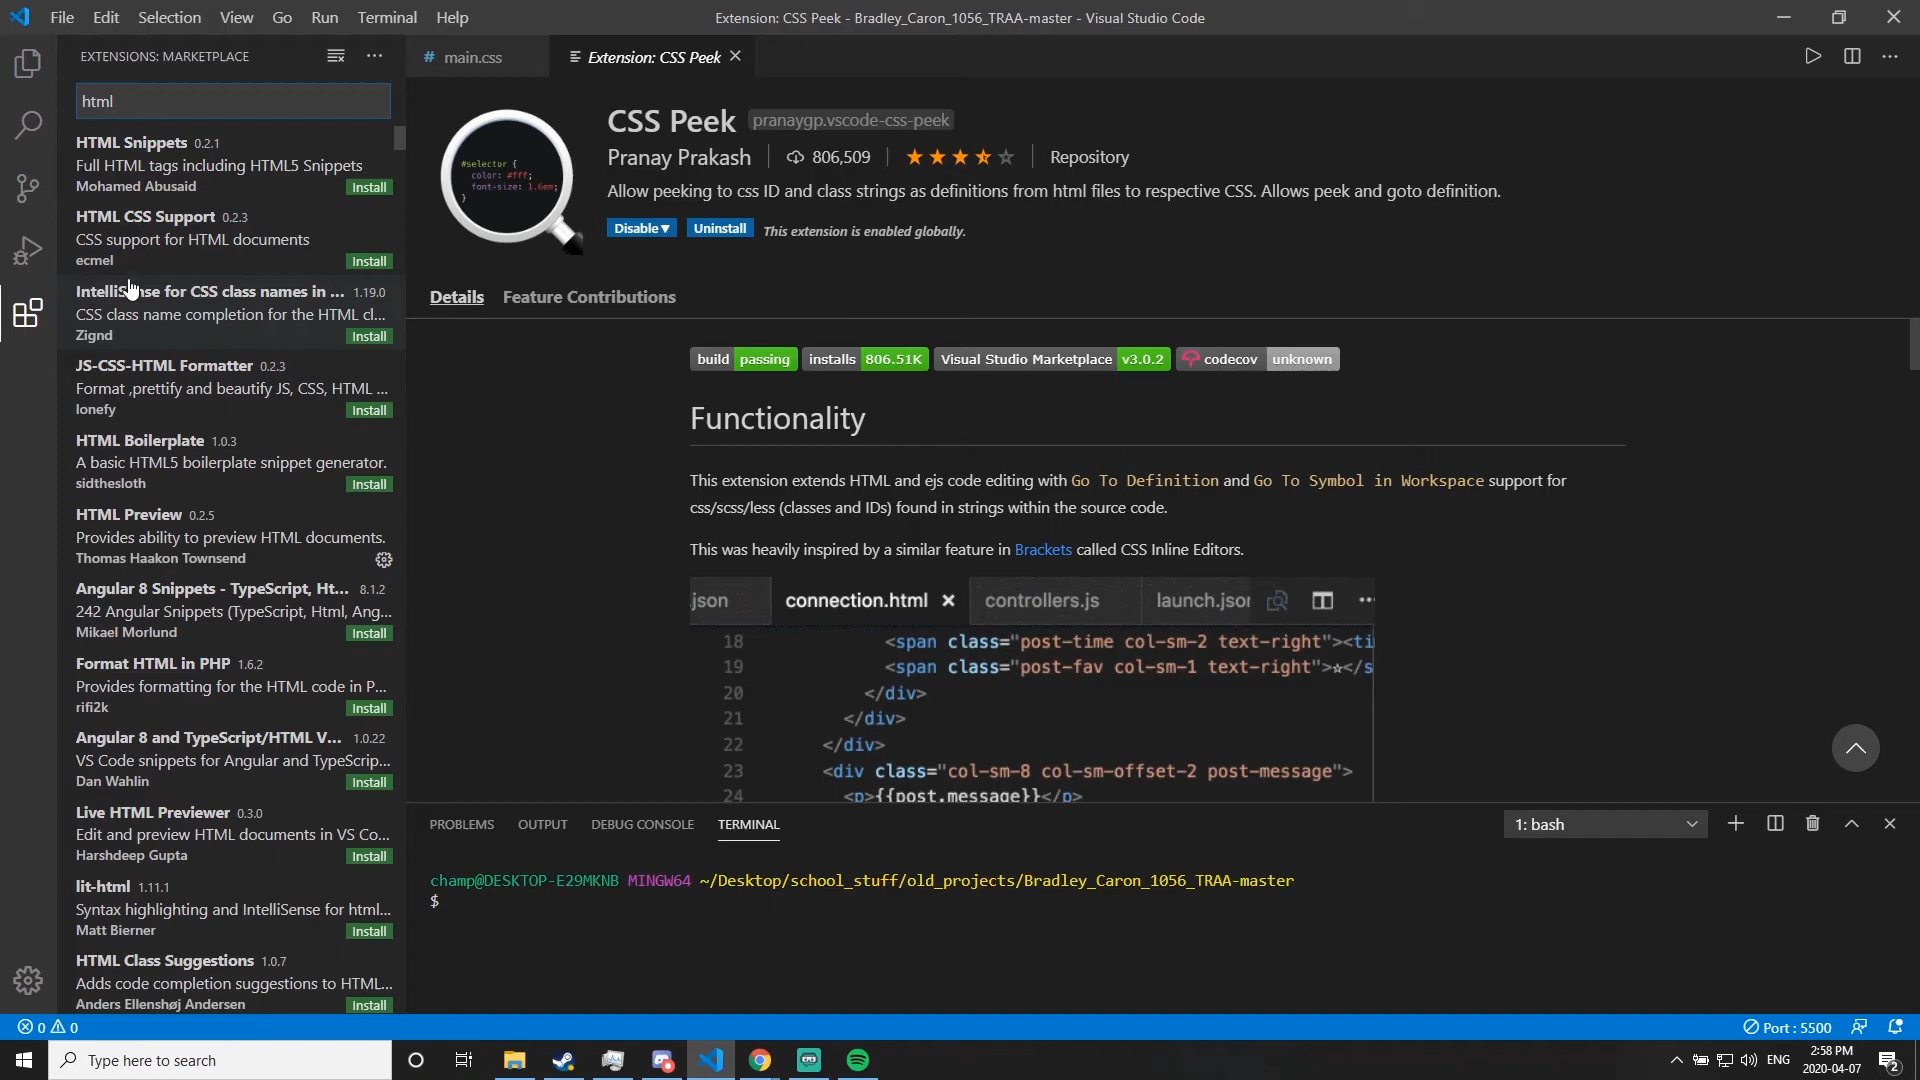 File Edit Selection View Go Run Terminal Help
Extension: CSS Peek - Bradley_Caron_1056_TRAA-master - Visual Studio Code
EXTENSIONS: MARKETPLACE
html
HTML Snippets 0.2.1
Full HTML tags including HTML5 Snippets
Mohamed Abusaid Install
HTML CSS Support 0.2.3
CSS support for HTML documents
ecmel Install
IntelliSense for CSS class names in ... 1.19.0
CSS class name completion for the HTML cl...
Zignd Install
JS-CSS-HTML Formatter 0.2.3
Format ,prettify and beautify JS, CSS, HTML ...
lonefy Install
HTML Boilerplate 1.0.3
A basic HTML5 boilerplate snippet generator.
sidthesloth Install
HTML Preview 0.2.5
Provides ability to preview HTML documents.
Thomas Haakon Townsend
Angular 8 Snippets - TypeScript, Ht... 8.1.2
242 Angular Snippets (TypeScript, Html, Ang...
Mikael Morlund Install
Format HTML in PHP 1.6.2
Provides formatting for the HTML code in P...
rifi2k Install
Angular 8 and TypeScript/HTML V... 1.0.22
VS Code snippets for Angular and TypeScrip...
Dan Wahlin Install
Live HTML Previewer 0.3.0
Edit and preview HTML documents in VS Co...
Harshdeep Gupta Install
lit-html 1.11.1
Syntax highlighting and IntelliSense for html...
Matt Bierner Install
HTML Class Suggestions 1.0.7
Adds code completion suggestions to HTML...
Anders Ellenshøj Andersen Install
# main.css Extension: CSS Peek
#selector {
color: #fff;
font-size: 1.6em;
}
CSS Peek pranaygp.vscode-css-peek
Pranay Prakash 806,509 Repository
Allow peeking to css ID and class strings as definitions from html files to respective CSS. Allows peek and goto definition.
Disable Uninstall This extension is enabled globally.
Details Feature Contributions
build passing installs 806.51K Visual Studio Marketplace v3.0.2 codecov unknown
Functionality
This extension extends HTML and ejs code editing with Go To Definition and Go To Symbol in Workspace support for
css/scss/less (classes and IDs) found in strings within the source code.
This was heavily inspired by a similar feature in Brackets called CSS Inline Editors.
.json connection.html controllers.js launch.json
18 <span class="post-time col-sm-2 text-right"><ti
19 <span class="post-fav col-sm-1 text-right">☆</s
20 </div>
21 </div>
22 </div>
23 <div class="col-sm-8 col-sm-offset-2 post-message">
24 <p>{{post.message}}</p>
PROBLEMS OUTPUT DEBUG CONSOLE TERMINAL 1: bash
champ@DESKTOP-E29MKNB MINGW64 ~/Desktop/school_stuff/old_projects/Bradley_Caron_1056_TRAA-master
$
0 0 Port : 5500
Type here to search
ENG 2:58 PM
2020-04-07
2